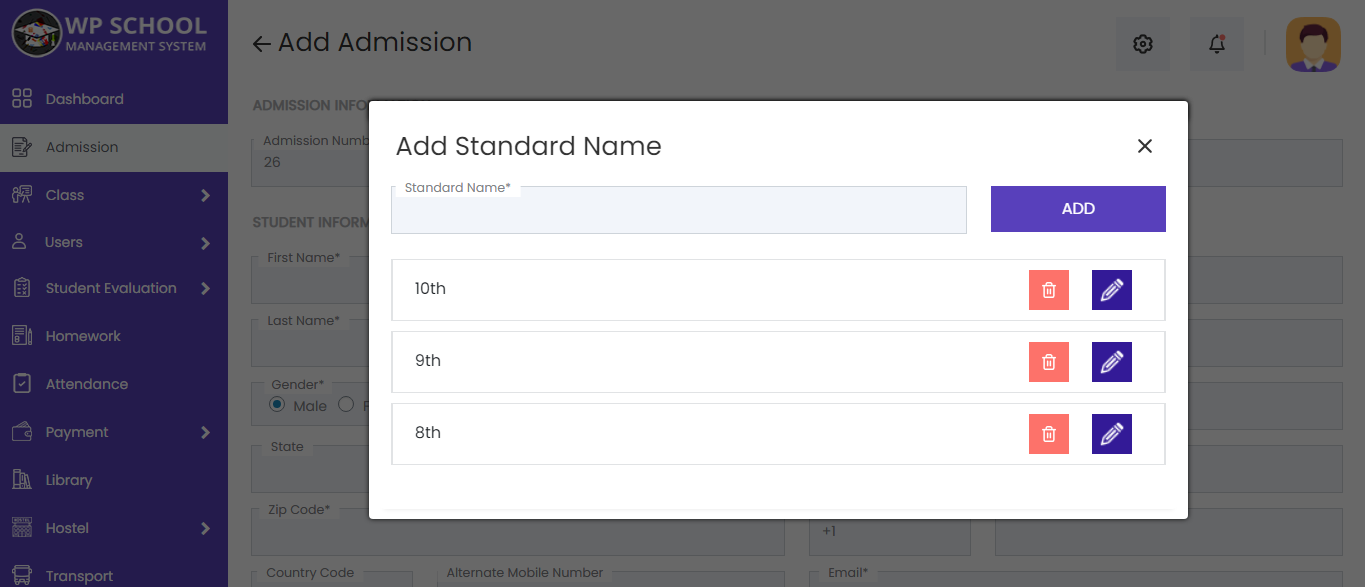 WP SCHOOL
MANAGEMENT SYSTEM
Dashboard
Admission
Class
Users
Student Evaluation
Homework
Attendance
Payment
Library
Hostel
Transport
Add Admission
ADMISSION INFO
Admission Numb
26
STUDENT INFORM
First Name*
Last Name*
Gender*
Male
State
Zip Code*
+1
Country Code
Alternate Mobile Number
Email*
Add Standard Name
Standard Name*
ADD
10th
9th
8th